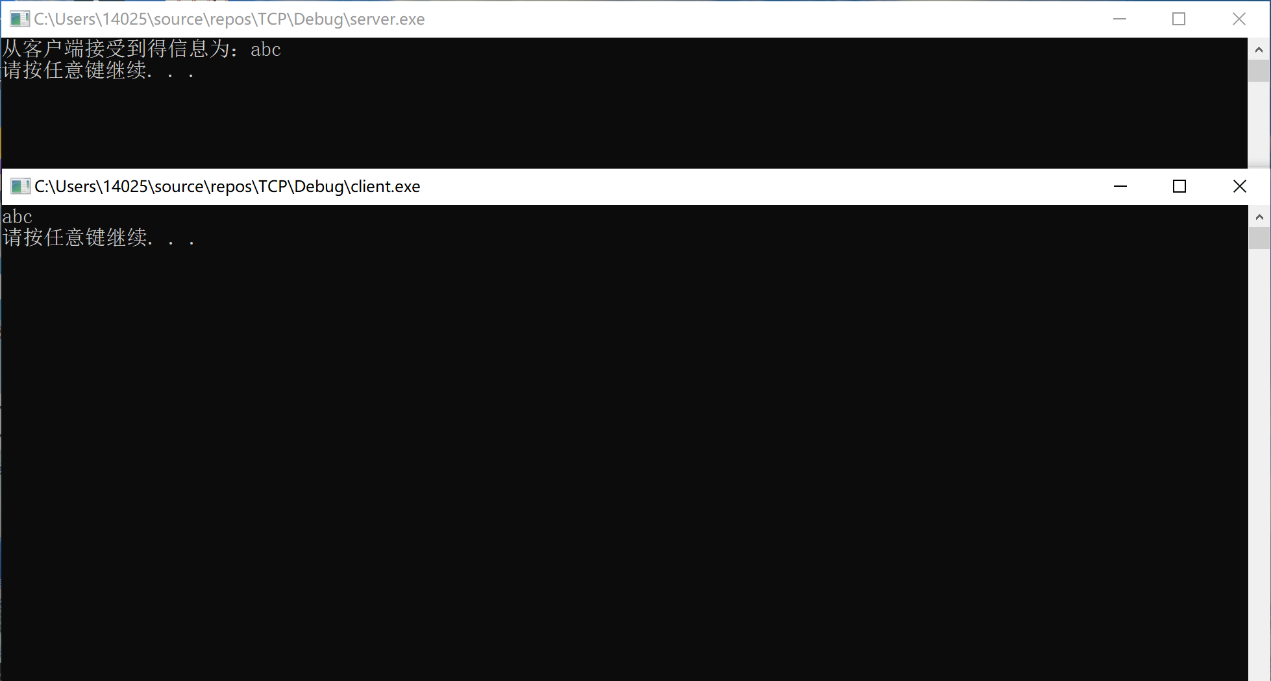 C:\Users\14025\source\repos\TCP\Debug\server.exe
从客户端接受到得信息为：abc
请按任意键继续. . .
C:\Users\14025\source\repos\TCP\Debug\client.exe
abc
请按任意键继续. . .